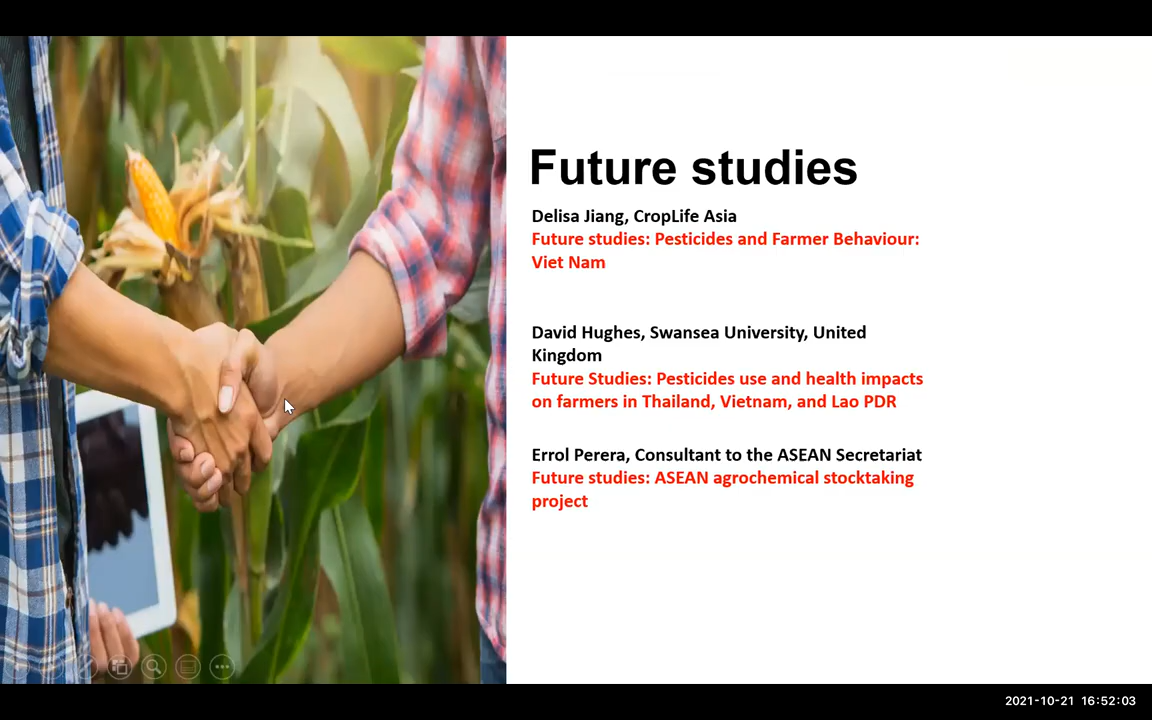 Future studies
Delisa Jiang, CropLife Asia
Future studies: Pesticides and Farmer Behaviour:
Viet Nam
David Hughes, Swansea University, United
Kingdom
Future Studies: Pesticides use and health impacts
on farmers in Thailand, Vietnam, and Lao PDR
Errol Perera, Consultant to the ASEAN Secretariat
Future studies: ASEAN agrochemical stocktaking
project
2021-10-21 16:52:03